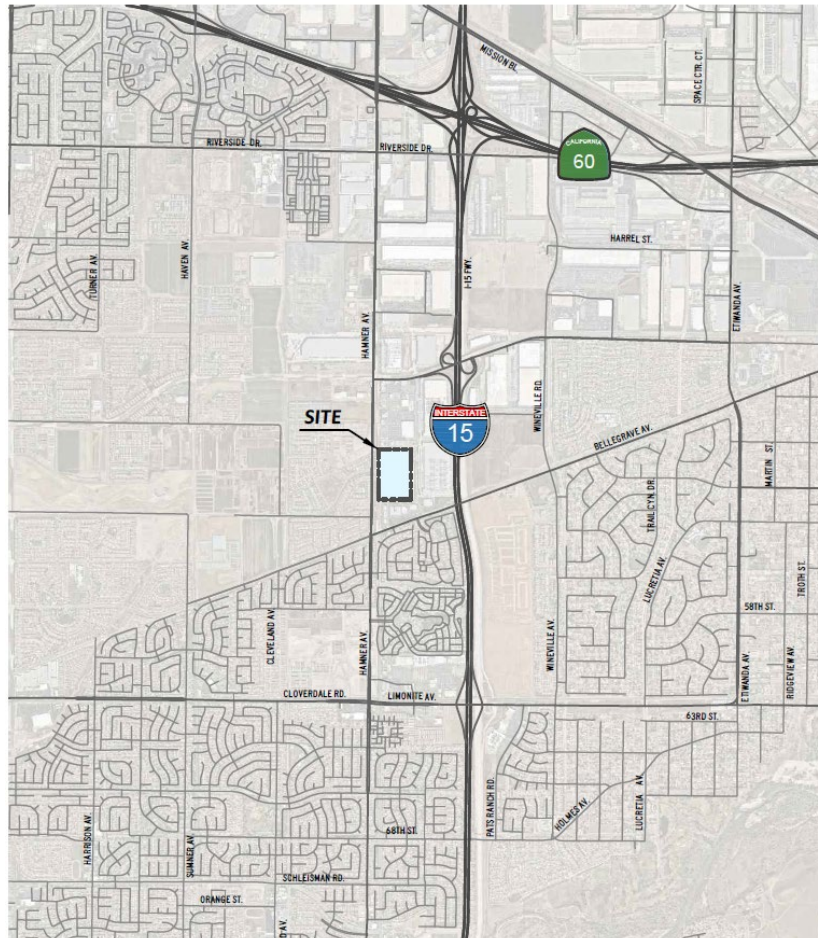 MISSION BL.
SPACE CTR. CT.
RIVERSIDE DR.
RIVERSIDE DR.
CALIFORNIA
60
HARREL ST.
TURNER AV.
HAVEN AV.
HAMNER AV.
I-15 FWY.
ETIWANDA AV.
WINEVILLE RD.
SITE
INTERSTATE
15
BELLEGRAVE AV.
MARTIN ST.
TRAIL CYN. DR.
LUCRETIA AV.
TROTH ST.
58TH ST.
CLEVELAND AV.
HAMNER AV.
WINEVILLE AV.
ETIWANDA AV.
RIDGEVIEW AV.
CLOVERDALE RD.
LIMONITE AV.
63RD ST.
PATS RANCH RD.
HOLMES AV.
LUCRETIA AV.
HARRISON AV.
SUMNER AV.
68TH ST.
SCHLEISMAN RD.
ORANGE ST.
D AV.